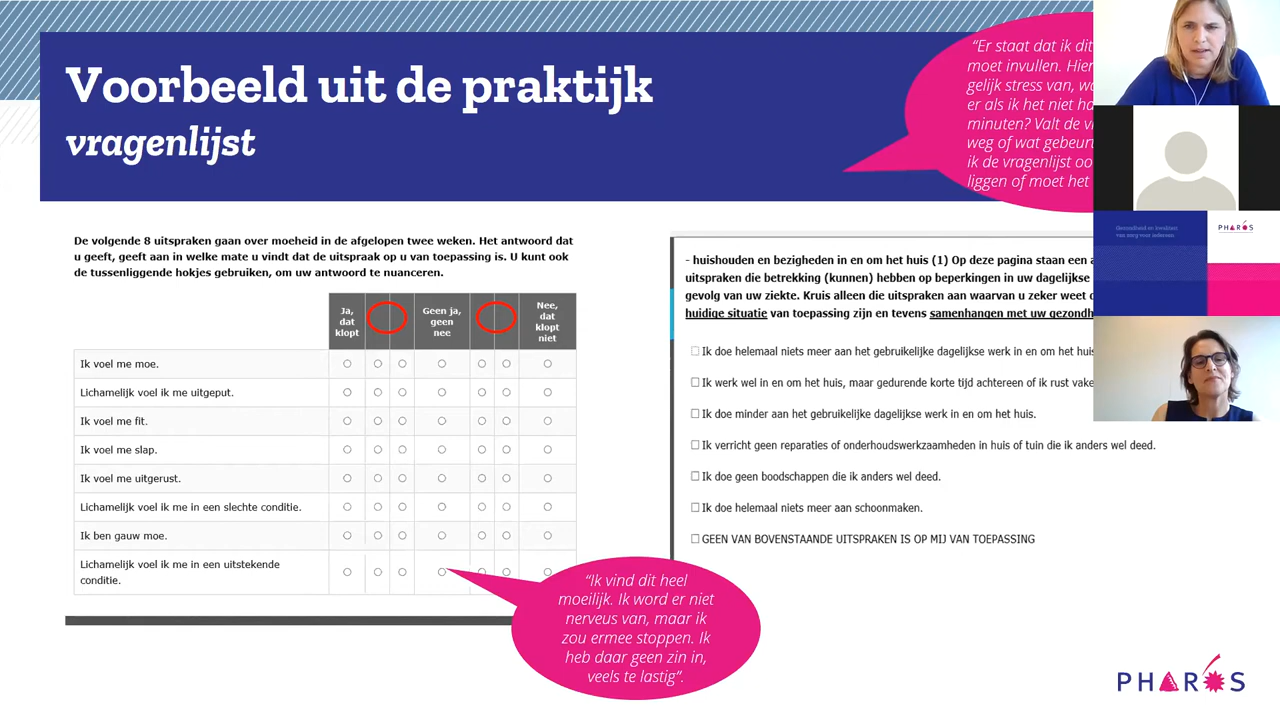 Voorbeeld uit de praktijk
vragenlijst
“Er staat dat ik dit
moet invullen. Hier
gelijk stress van, wa
er als ik het niet ha
minuten? Valt de v
weg of wat gebeur
ik de vragenlijst oo
liggen of moet het
De volgende 8 uitspraken gaan over moeheid in de afgelopen twee weken. Het antwoord dat
u geeft, geeft aan in welke mate u vindt dat de uitspraak op u van toepassing is. U kunt ook
de tussenliggende hokjes gebruiken, om uw antwoord te nuanceren.
Ja, dat klopt
Geen ja, geen nee
Nee, dat klopt niet
Ik voel me moe.
Lichamelijk voel ik me uitgeput.
Ik voel me fit.
Ik voel me slap.
Ik voel me uitgerust.
Lichamelijk voel ik me in een slechte conditie.
Ik ben gauw moe.
Lichamelijk voel ik me in een uitstekende
conditie.
“Ik vind dit heel
moeilijk. Ik word er niet
nerveus van, maar ik
zou ermee stoppen. Ik
heb daar geen zin in,
veels te lastig”.
- huishouden en bezigheden in en om het huis (1) Op deze pagina staan een a
uitspraken die betrekking (kunnen) hebben op beperkingen in uw dagelijkse
gevolg van uw ziekte. Kruis alleen die uitspraken aan waarvan u zeker weet d
huidige situatie van toepassing zijn en tevens samenhangen met uw gezondh
Ik doe helemaal niets meer aan het gebruikelijke dagelijkse werk in en om het huis
Ik werk wel in en om het huis, maar gedurende korte tijd achtereen of ik rust vake
Ik doe minder aan het gebruikelijke dagelijkse werk in en om het huis.
Ik verricht geen reparaties of onderhoudswerkzaamheden in huis of tuin die ik anders wel deed.
Ik doe geen boodschappen die ik anders wel deed.
Ik doe helemaal niets meer aan schoonmaken.
GEEN VAN BOVENSTAANDE UITSPRAKEN IS OP MIJ VAN TOEPASSING
Gezondheid en kwaliteit
van zorg voor iedereen
PHAROS
PHAROS